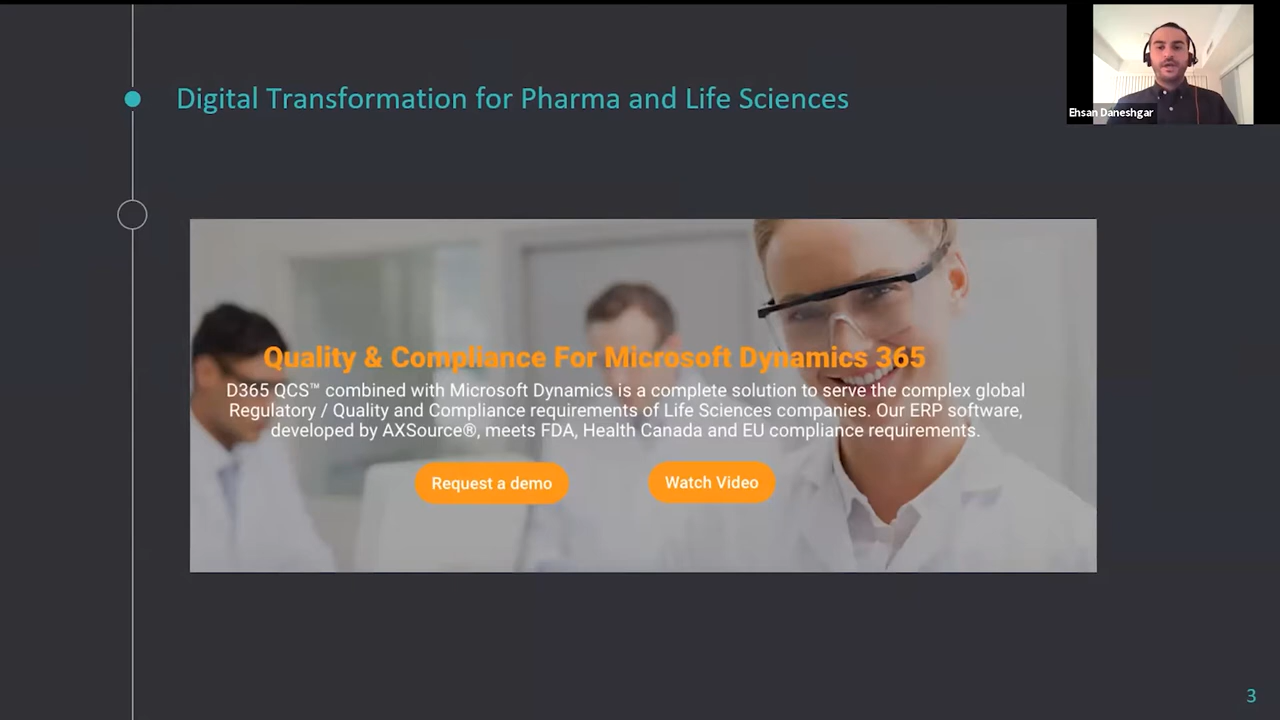 Digital Transformation for Pharma and Life Sciences
Ehsan Daneshgar
Quality & Compliance For Microsoft Dynamics 365
D365 QCS™ combined with Microsoft Dynamics is a complete solution to serve the complex global
Regulatory / Quality and Compliance requirements of Life Sciences companies. Our ERP software,
developed by AXSource®, meets FDA, Health Canada and EU compliance requirements.
Request a demo
Watch Video
3